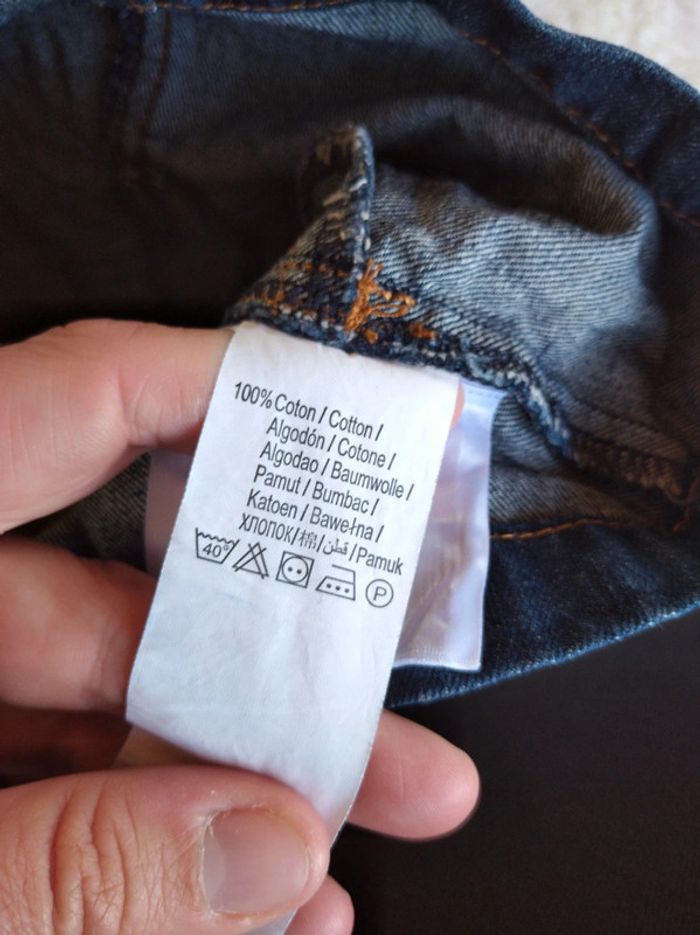 100% Coton / Cotton /
Algodón / Cotone /
Algodao / Baumwolle /
Pamut / Bumbac /
Katoen / Bawełna /
ХЛОПОК/棉/قطن/Pamuk
40° P